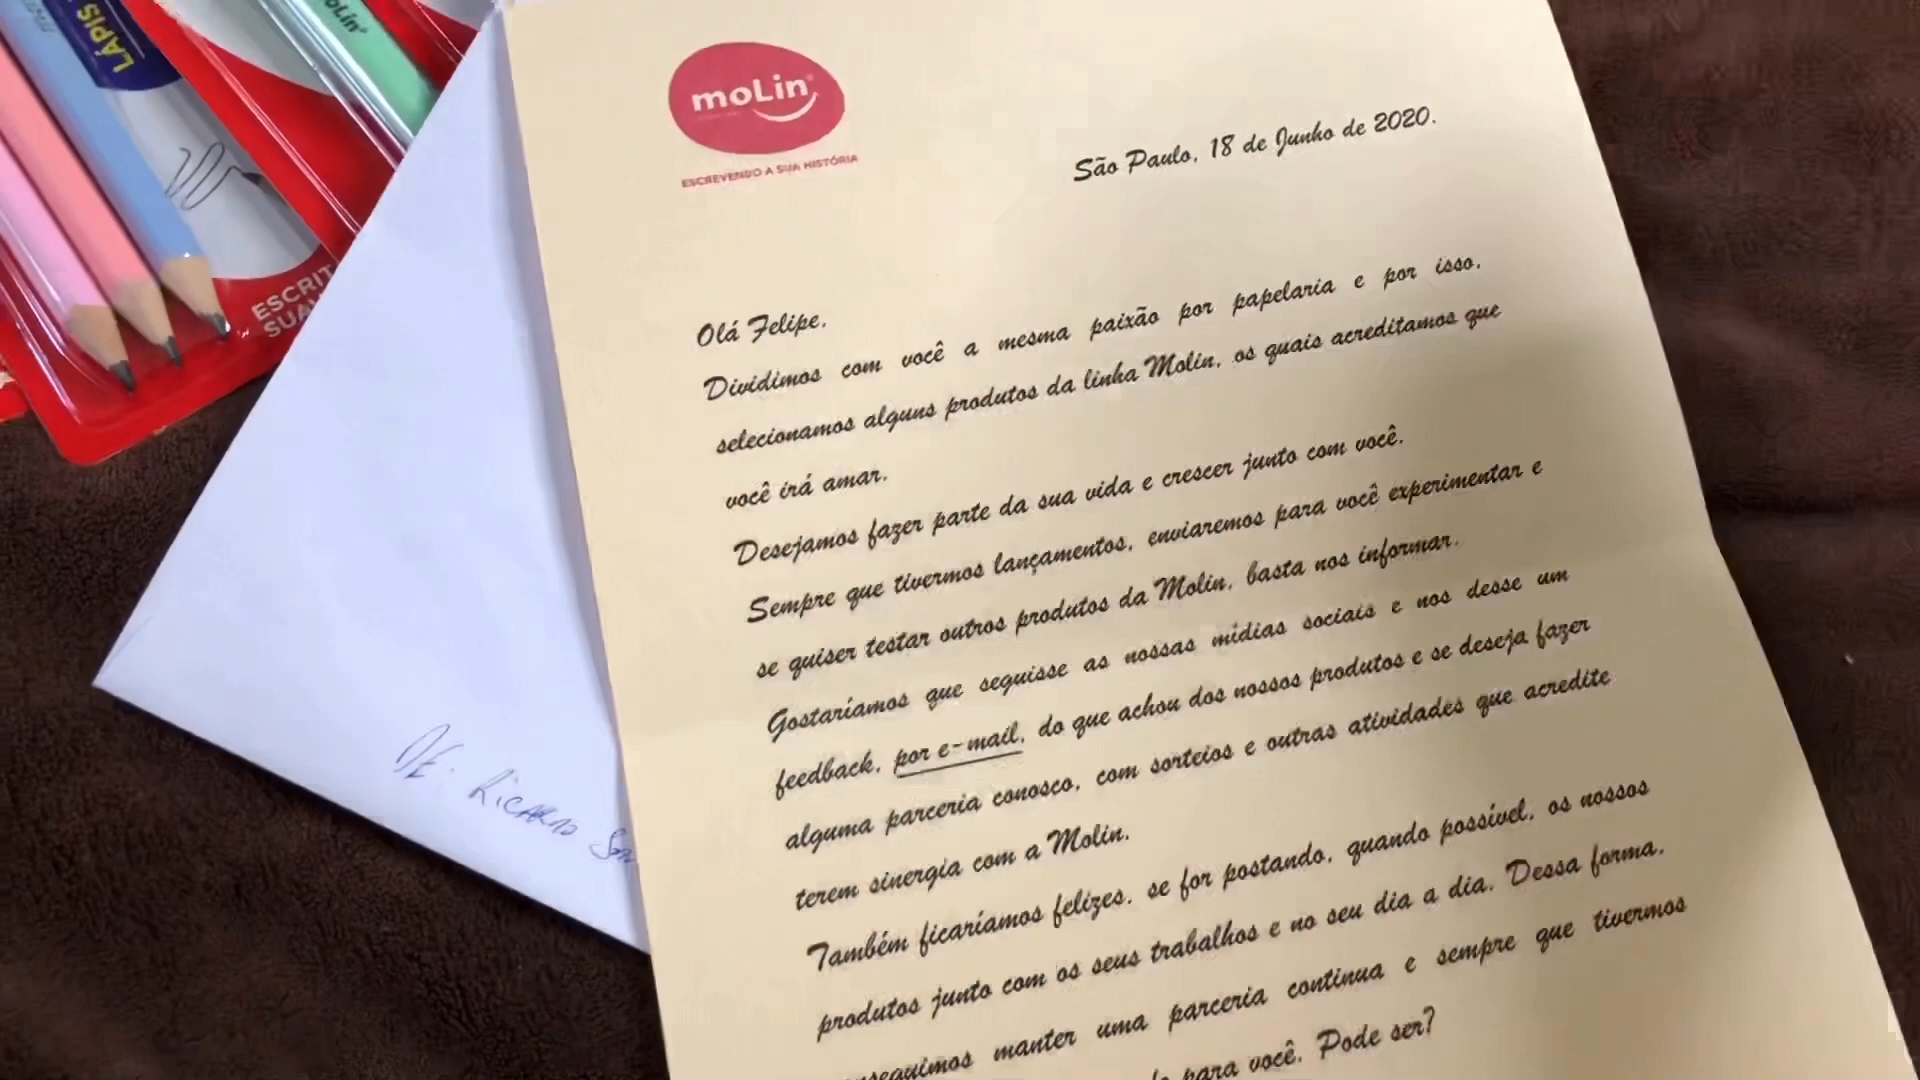 LÁPIS
moLin
ESCRIT
SUA
moLin
ESCREVENDO A SUA HISTÓRIA
São Paulo, 18 de Junho de 2020.
Olá Felipe,
Dividimos com você a mesma paixão por papelaria e por isso,
selecionamos alguns produtos da linha Molin, os quais acreditamos que
você irá amar.
Desejamos fazer parte da sua vida e crescer junto com você.
Sempre que tivermos lançamentos, enviaremos para você experimentar e
se quiser testar outros produtos da Molin, basta nos informar.
Gostaríamos que seguisse as nossas mídias sociais e nos desse um
feedback, por e-mail, do que achou dos nossos produtos e se deseja fazer
alguma parceria conosco, com sorteios e outras atividades que acredite
terem sinergia com a Molin.
Também ficaríamos felizes, se for postando, quando possível, os nossos
produtos junto com os seus trabalhos e no seu dia a dia. Dessa forma,
nseguimos manter uma parceria continua e sempre que tivermos
para você. Pode ser?
DE: RICARDO